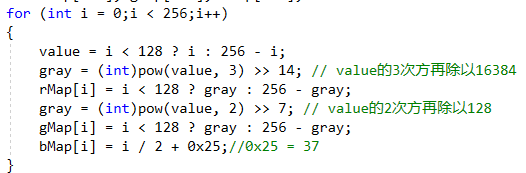 for (int i = 0;i < 256;i++)
{
value = i < 128 ? i : 256 - i;
gray = (int)pow(value, 3) >> 14; // value的3次方再除以16384
rMap[i] = i < 128 ? gray : 256 - gray;
gray = (int)pow(value, 2) >> 7; // value的2次方再除以128
gMap[i] = i < 128 ? gray : 256 - gray;
bMap[i] = i / 2 + 0x25;//0x25 = 37
}